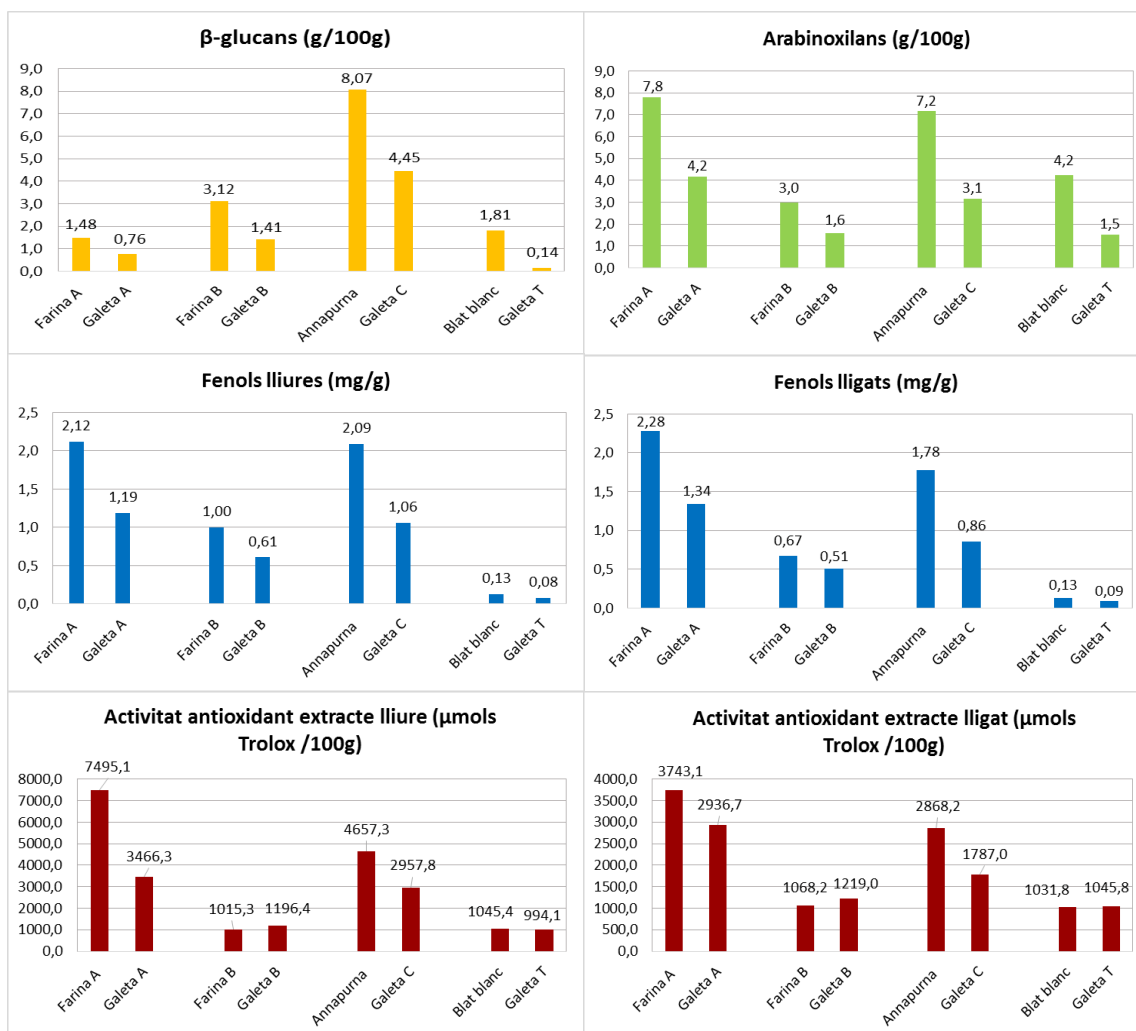 β-glucans (g/100g)
9,0
8,0
7,0
6,0
5,0
4,0
3,0
2,0
1,0
0,0
1,48
0,76
3,12
1,41
8,07
4,45
1,81
0,14
Farina A
Galeta A
Farina B
Galeta B
Annapurna
Galeta C
Blat blanc
Galeta T
Arabinoxilans (g/100g)
9,0
8,0
7,0
6,0
5,0
4,0
3,0
2,0
1,0
0,0
7,8
4,2
3,0
1,6
7,2
3,1
4,2
1,5
Farina A
Galeta A
Farina B
Galeta B
Annapurna
Galeta C
Blat blanc
Galeta T
Fenols lliures (mg/g)
2,5
2,0
1,5
1,0
0,5
0,0
2,12
1,19
1,00
0,61
2,09
1,06
0,13
0,08
Farina A
Galeta A
Farina B
Galeta B
Annapurna
Galeta C
Blat blanc
Galeta T
Fenols lligats (mg/g)
2,5
2,0
1,5
1,0
0,5
0,0
2,28
1,34
0,67
0,51
1,78
0,86
0,13
0,09
Farina A
Galeta A
Farina B
Galeta B
Annapurna
Galeta C
Blat blanc
Galeta T
Activitat antioxidant extracte lliure (µmols
Trolox /100g)
8000,0
7000,0
6000,0
5000,0
4000,0
3000,0
2000,0
1000,0
0,0
7495,1
3466,3
1015,3
1196,4
4657,3
2957,8
1045,4
994,1
Farina A
Galeta A
Farina B
Galeta B
Annapurna
Galeta C
Blat blanc
Galeta T
Activitat antioxidant extracte lligat (µmols
Trolox /100g)
4000,0
3500,0
3000,0
2500,0
2000,0
1500,0
1000,0
500,0
0,0
3743,1
2936,7
1068,2
1219,0
2868,2
1787,0
1031,8
1045,8
Farina A
Galeta A
Farina B
Galeta B
Annapurna
Galeta C
Blat blanc
Galeta T